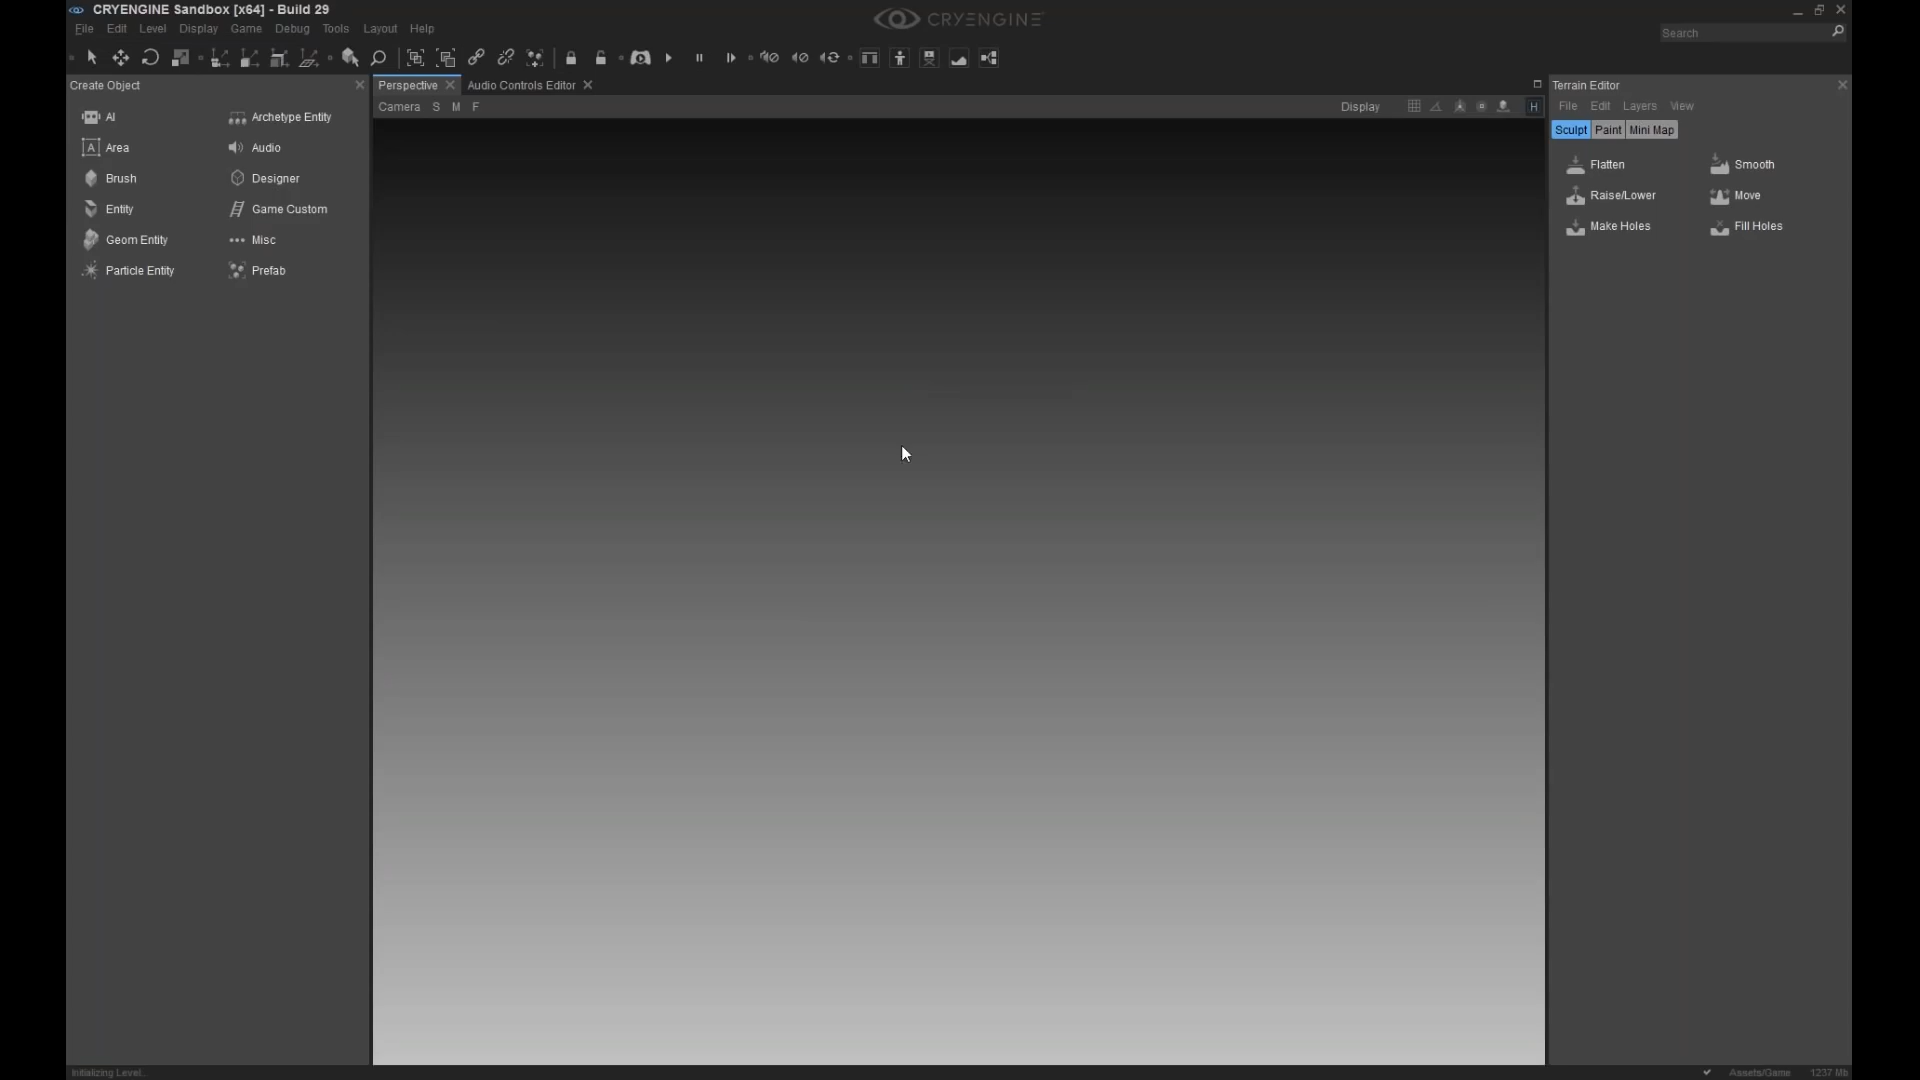 CRYENGINE Sandbox [x64] - Build 29
CRYENGINE
File Edit Level Display Game Debug Tools Layout Help
Search
Create Object
AI Archetype Entity
Area Audio
Brush Designer
Entity Game Custom
Geom Entity Misc
Particle Entity Prefab
Perspective Audio Controls Editor
Camera S M F Display H
Terrain Editor
File Edit Layers View
Sculpt Paint Mini Map
Flatten Smooth
Raise/Lower Move
Make Holes Fill Holes
Initializing Level...
Assets/Game 1237 Mb